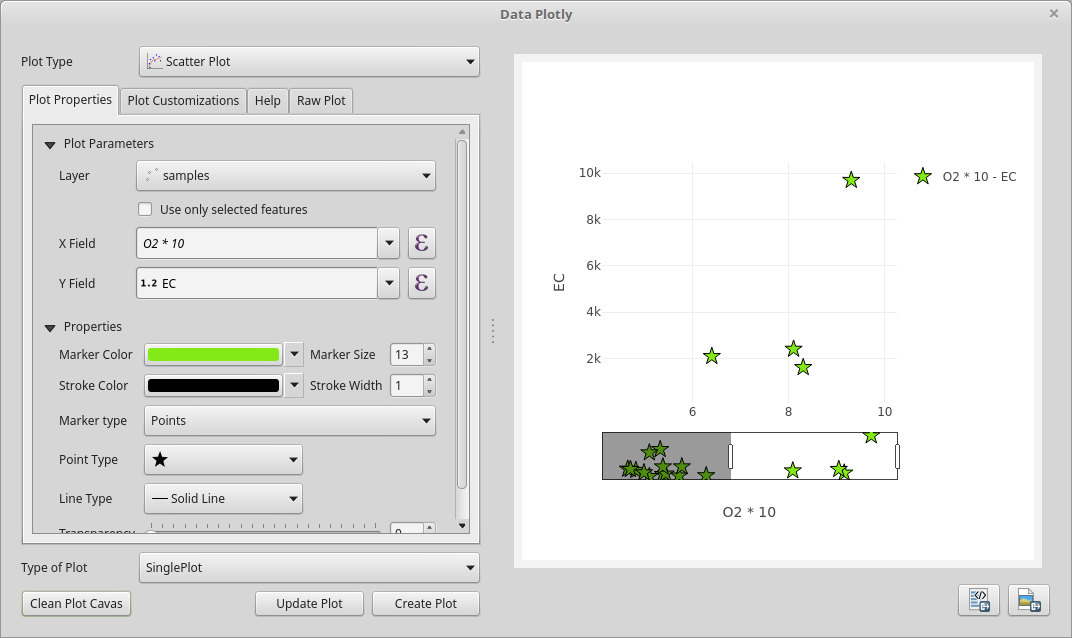 Data Plotly
Plot Type
Scatter Plot
Plot Properties
Plot Customizations
Help
Raw Plot
Plot Parameters
Layer
samples
Use only selected features
X Field
O2 * 10
ε
Y Field
1.2 EC
ε
Properties
Marker Color
Marker Size
13
Stroke Color
Stroke Width
1
Marker type
Points
Point Type
Line Type
Solid Line
Transparency
0
Type of Plot
SinglePlot
Clean Plot Cavas
Update Plot
Create Plot
10k
8k
6k
4k
2k
EC
6
8
10
O2 * 10
O2 * 10 - EC